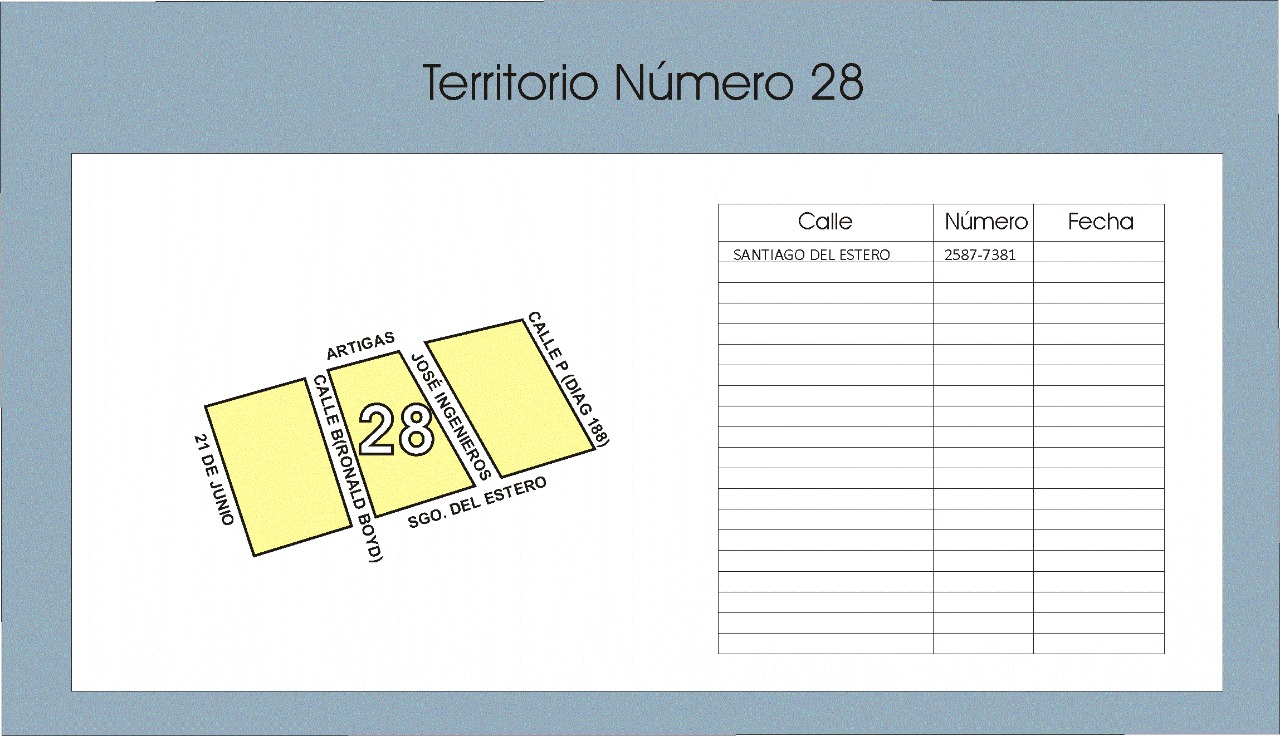 Territorio Número 28
Calle Número Fecha
SANTIAGO DEL ESTERO 2587-7381
ARTIGAS
CALLE P (DIAG 188)
JOSÉ INGENIEROS
CALLE B(RONALD BOYD)
28
21 DE JUNIO
SGO. DEL ESTERO